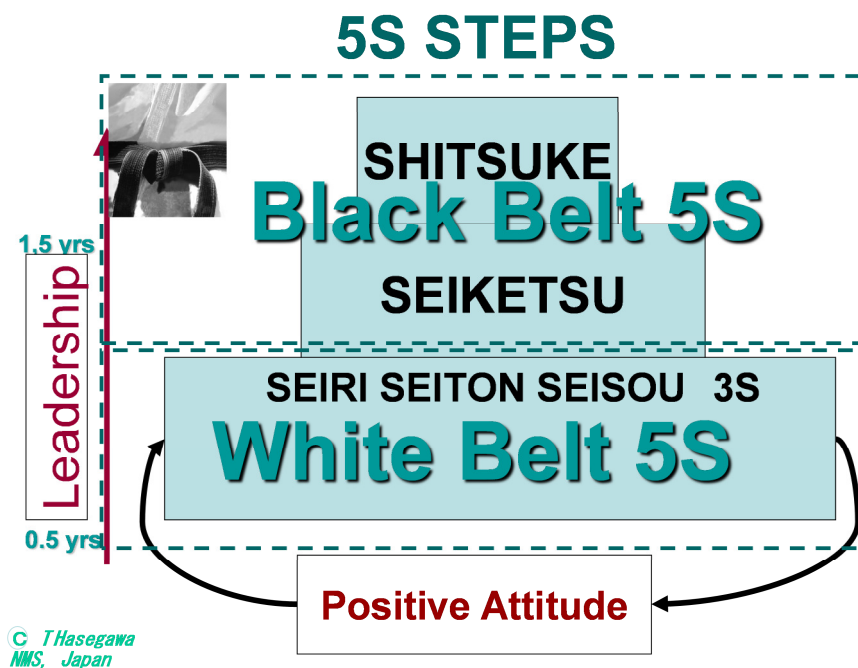 5S STEPS
SHITSUKE
Black Belt 5S
1.5 yrs
SEIKETSU
Leadership
SEIRI SEITON SEISOU 3S
White Belt 5S
0.5 yrs
Positive Attitude
© THasegawa
NMS, Japan